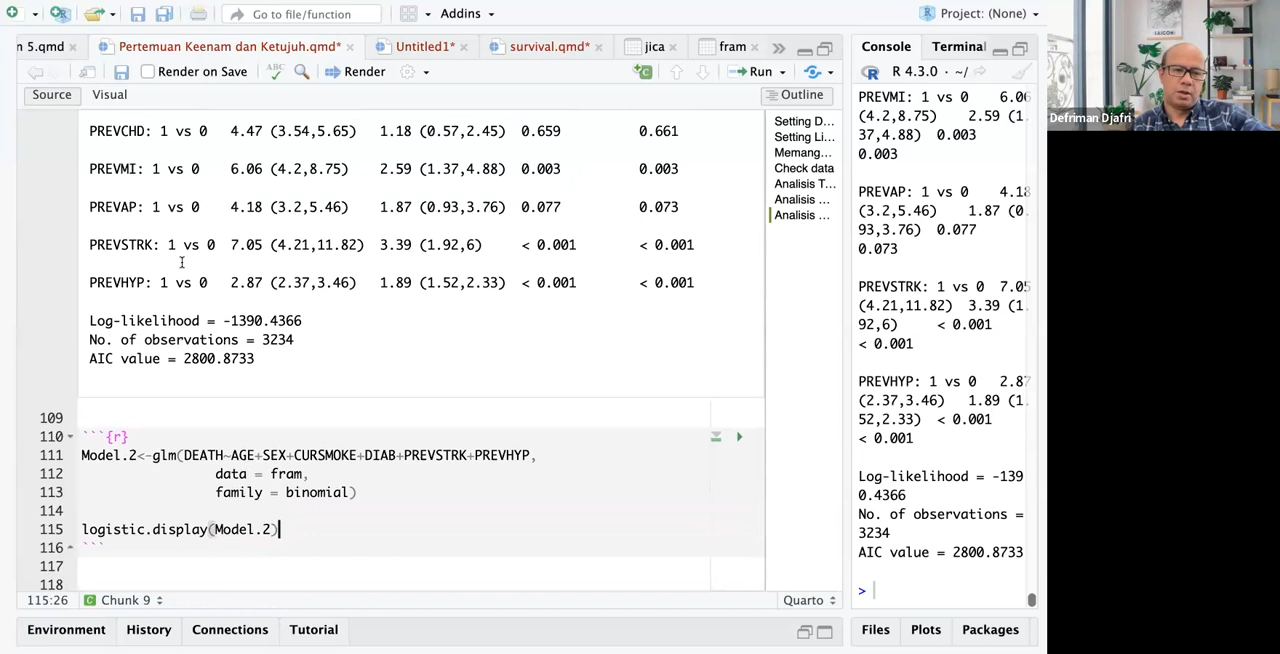 Go to file/function
Addins
Project: (None)
n 5.qmd
Pertemuan Keenam dan Ketujuh.qmd*
Untitled1*
survival.qmd*
jica
fram
Render on Save
ABC
Render
Run
Source
Visual
Outline
PREVCHD: 1 vs 0 4.47 (3.54,5.65) 1.18 (0.57,2.45) 0.659 0.661
PREVMI: 1 vs 0 6.06 (4.2,8.75) 2.59 (1.37,4.88) 0.003 0.003
PREVAP: 1 vs 0 4.18 (3.2,5.46) 1.87 (0.93,3.76) 0.077 0.073
PREVSTRK: 1 vs 0 7.05 (4.21,11.82) 3.39 (1.92,6) < 0.001 < 0.001
PREVHYP: 1 vs 0 2.87 (2.37,3.46) 1.89 (1.52,2.33) < 0.001 < 0.001
Log-likelihood = -1390.4366
No. of observations = 3234
AIC value = 2800.8733
109
110 ```{r}
111 Model.2<-glm(DEATH~AGE+SEX+CURSMOKE+DIAB+PREVSTRK+PREVHYP,
112 data = fram,
113 family = binomial)
114
115 logistic.display(Model.2)
116 ```
117
118
115:26
Chunk 9
Quarto
Setting D...
Setting Li...
Memang...
Check data
Analisis T...
Analisis ...
Analisis ...
Environment
History
Connections
Tutorial
Console
Terminal
R 4.3.0 · ~/
PREVMI: 1 vs 0 6.06
(4.2,8.75) 2.59 (1.
37,4.88) 0.003
0.003
PREVAP: 1 vs 0 4.18
(3.2,5.46) 1.87 (0.
93,3.76) 0.077
0.073
PREVSTRK: 1 vs 0 7.05
(4.21,11.82) 3.39 (1.
92,6) < 0.001
< 0.001
PREVHYP: 1 vs 0 2.87
(2.37,3.46) 1.89 (1.
52,2.33) < 0.001
< 0.001
Log-likelihood = -139
0.4366
No. of observations =
3234
AIC value = 2800.8733
>
Files
Plots
Packages
Defriman Djafri